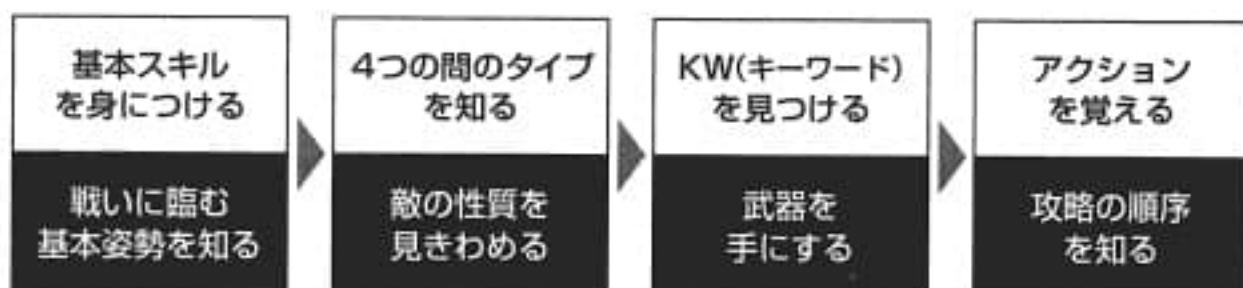 基本スキル
を身につける
戦いに臨む
基本姿勢を知る
4つの問のタイプ
を知る
敵の性質を
見きわめる
KW(キーワード)
を見つける
武器を
手にする
アクション
を覚える
攻略の順序
を知る